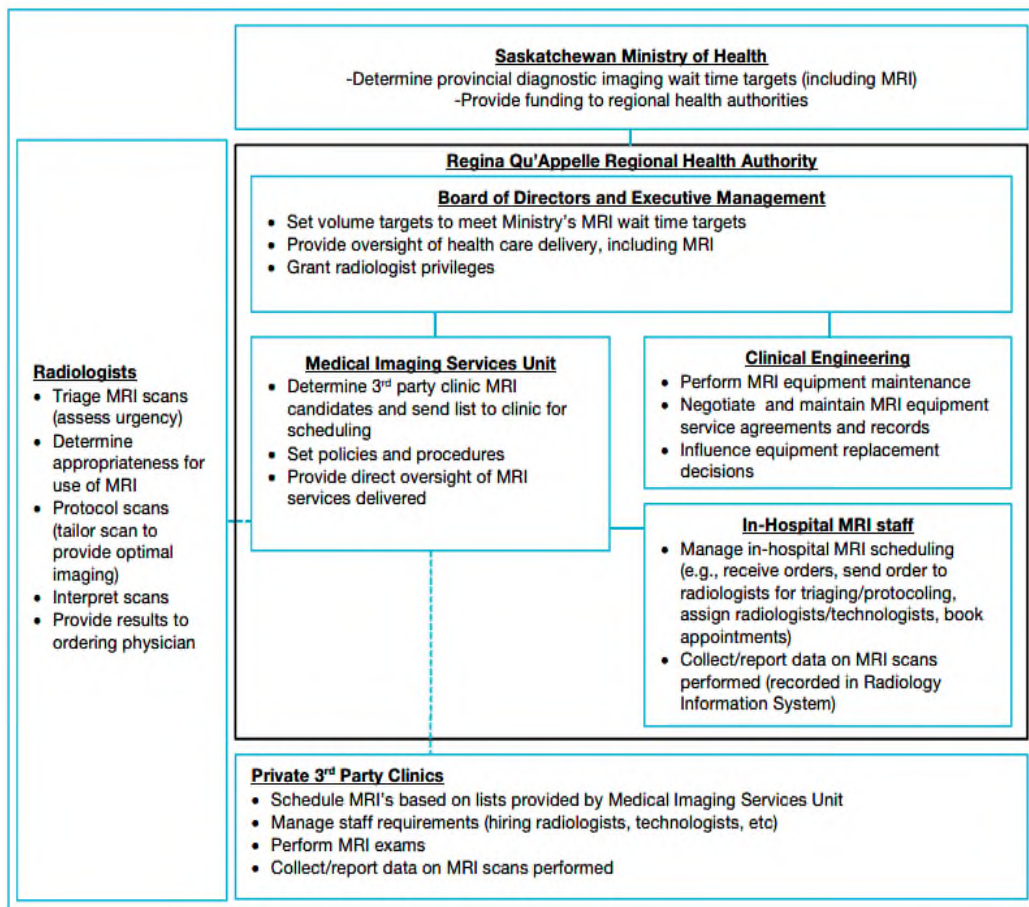 Saskatchewan Ministry of Health
-Determine provincial diagnostic imaging wait time targets (including MRI)
-Provide funding to regional health authorities
Regina Qu'Appelle Regional Health Authority
Board of Directors and Executive Management
• Set volume targets to meet Ministry's MRI wait time targets
• Provide oversight of health care delivery, including MRI
• Grant radiologist privileges
Radiologists
• Triage MRI scans
(assess urgency)
• Determine
appropriateness for
use of MRI
• Protocol scans
(tailor scan to
provide optimal
imaging)
• Interpret scans
• Provide results to
ordering physician
Medical Imaging Services Unit
• Determine 3rd party clinic MRI
candidates and send list to clinic for
scheduling
• Set policies and procedures
• Provide direct oversight of MRI
services delivered
Clinical Engineering
• Perform MRI equipment maintenance
• Negotiate and maintain MRI equipment
service agreements and records
• Influence equipment replacement
decisions
In-Hospital MRI staff
• Manage in-hospital MRI scheduling
(e.g., receive orders, send order to
radiologists for triaging/protocoling,
assign radiologists/technologists, book
appointments)
• Collect/report data on MRI scans
performed (recorded in Radiology
Information System)
Private 3rd Party Clinics
• Schedule MRI's based on lists provided by Medical Imaging Services Unit
• Manage staff requirements (hiring radiologists, technologists, etc)
• Perform MRI exams
• Collect/report data on MRI scans performed